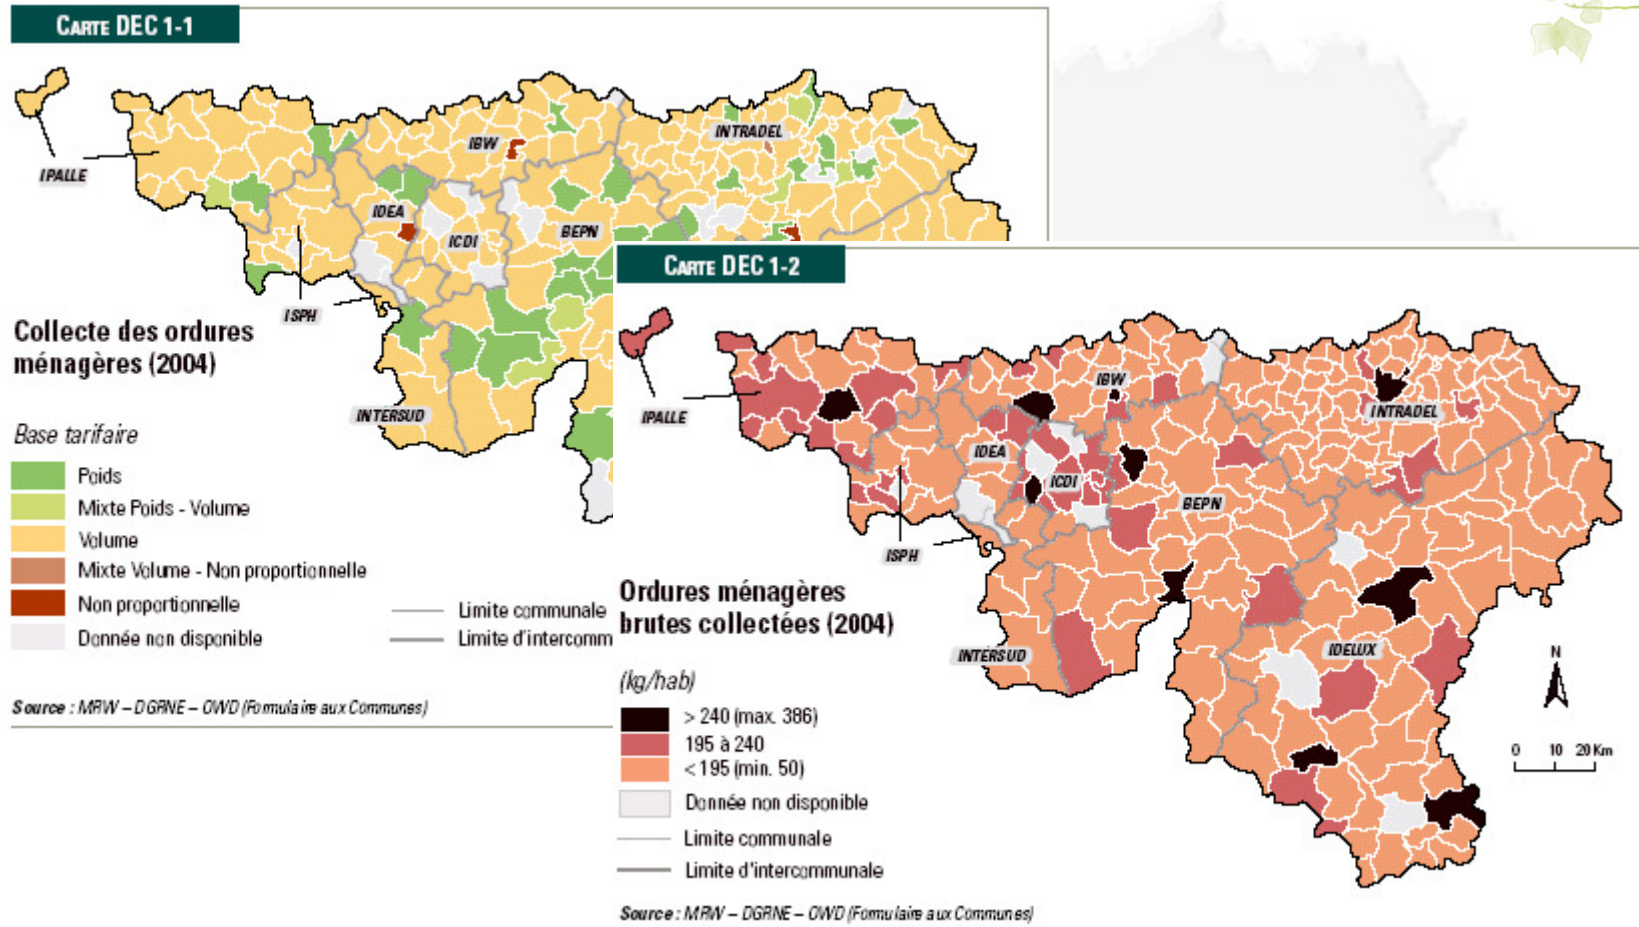 CARTE DEC 1-1
IPALLE
IBW
INTRADEL
IDEA
ICDI
BEPN
ISPH
INTERSUD
Collecte des ordures
ménagères (2004)
Base tarifaire
Poids
Mixte Poids - Volume
Volume
Mixte Volume - Non proportionnelle
Non proportionnelle
Donnée non disponible
Limite communale
Limite d'intercomm
Source : MRW – DGRNE – OWD (Formulaire aux Communes)
CARTE DEC 1-2
IPALLE
IBW
INTRADEL
IDEA
ICDI
BEPN
ISPH
INTERSUD
IDELUX
Ordures ménagères
brutes collectées (2004)
(kg/hab)
> 240 (max. 386)
195 à 240
< 195 (min. 50)
Donnée non disponible
Limite communale
Limite d'intercommunale
N
0 10 20 Km
Source : MRW – DGRNE – OWD (Formulaire aux Communes)